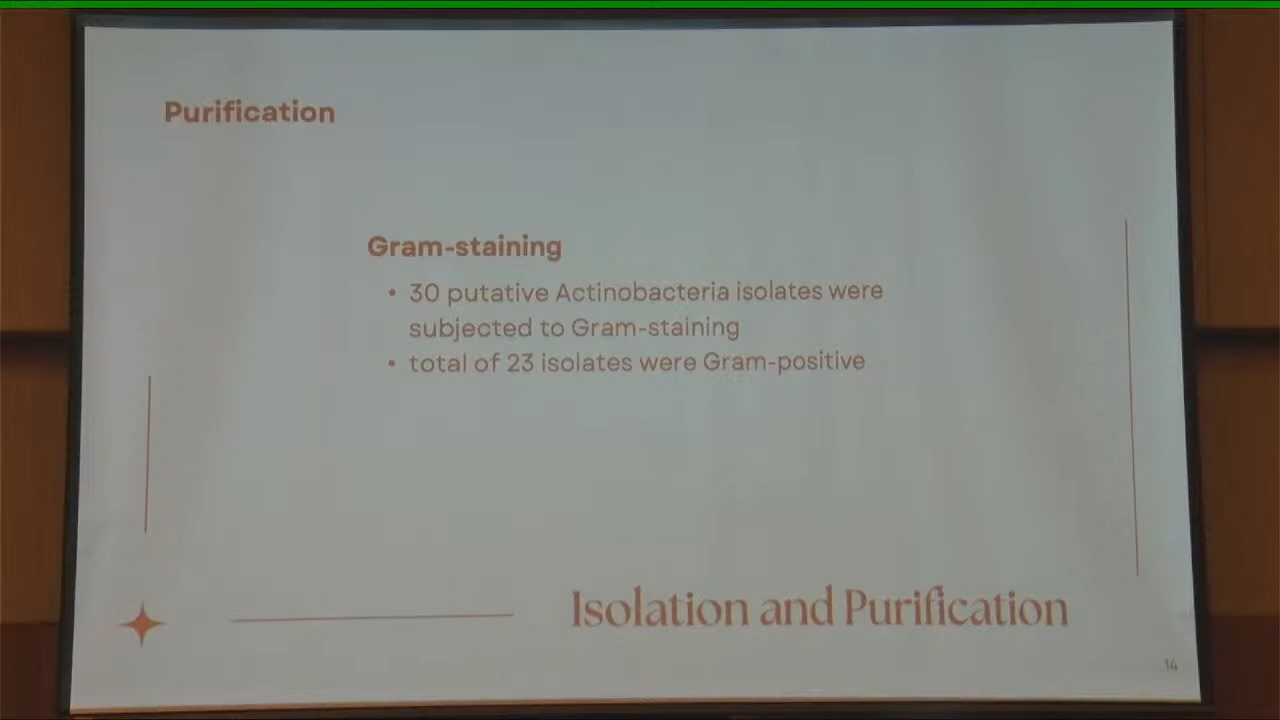 Purification
Gram-staining
• 30 putative Actinobacteria isolates were
subjected to Gram-staining
• total of 23 isolates were Gram-positive
Isolation and Purification
14